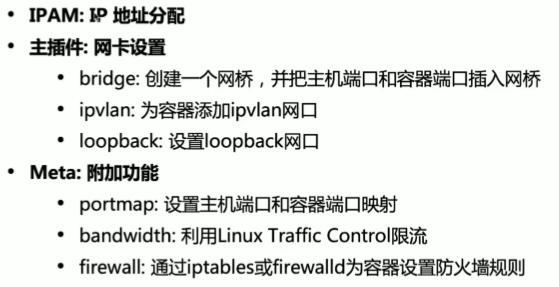 IPAM: IP 地址分配
主插件: 网卡设置
bridge: 创建一个网桥，并把主机端口和容器端口插入网桥
ipvlan: 为容器添加ipvlan网口
loopback: 设置loopback网口
Meta: 附加功能
portmap: 设置主机端口和容器端口映射
bandwidth: 利用Linux Traffic Control限流
firewall: 通过iptables或firewalld为容器设置防火墙规则